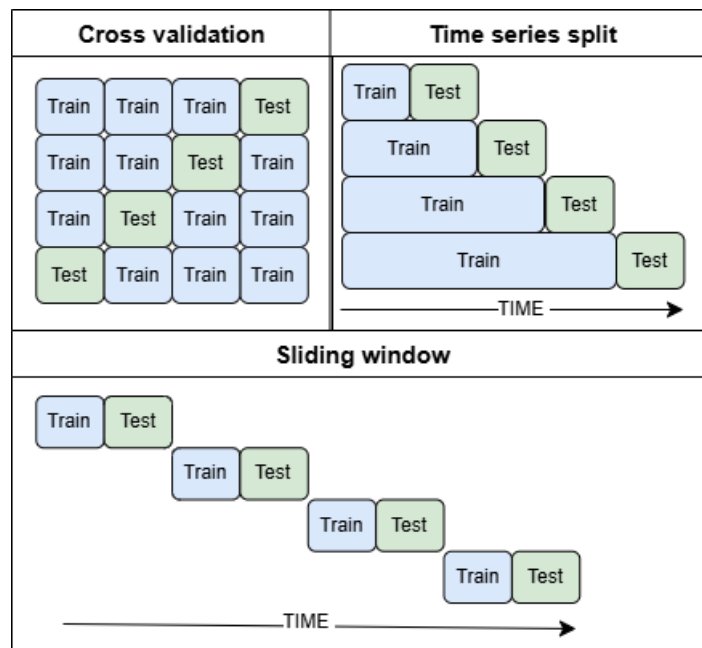 Cross validation
Time series split
Train Train Train Test
Train Train Test Train
Train Test Train Train
Test Train Train Train
Train Test
Train Test
Train Test
Train Test
TIME
Sliding window
Train Test
Train Test
Train Test
Train Test
TIME